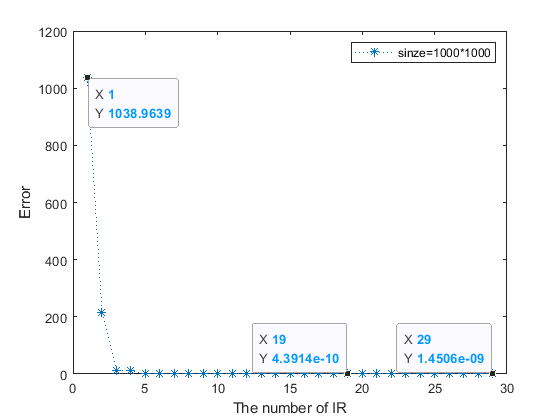 1200
1000
800
600
400
200
0
Error
sinze=1000*1000
X 1
Y 1038.9639
X 19
Y 4.3914e-10
X 29
Y 1.4506e-09
0 5 10 15 20 25 30
The number of IR